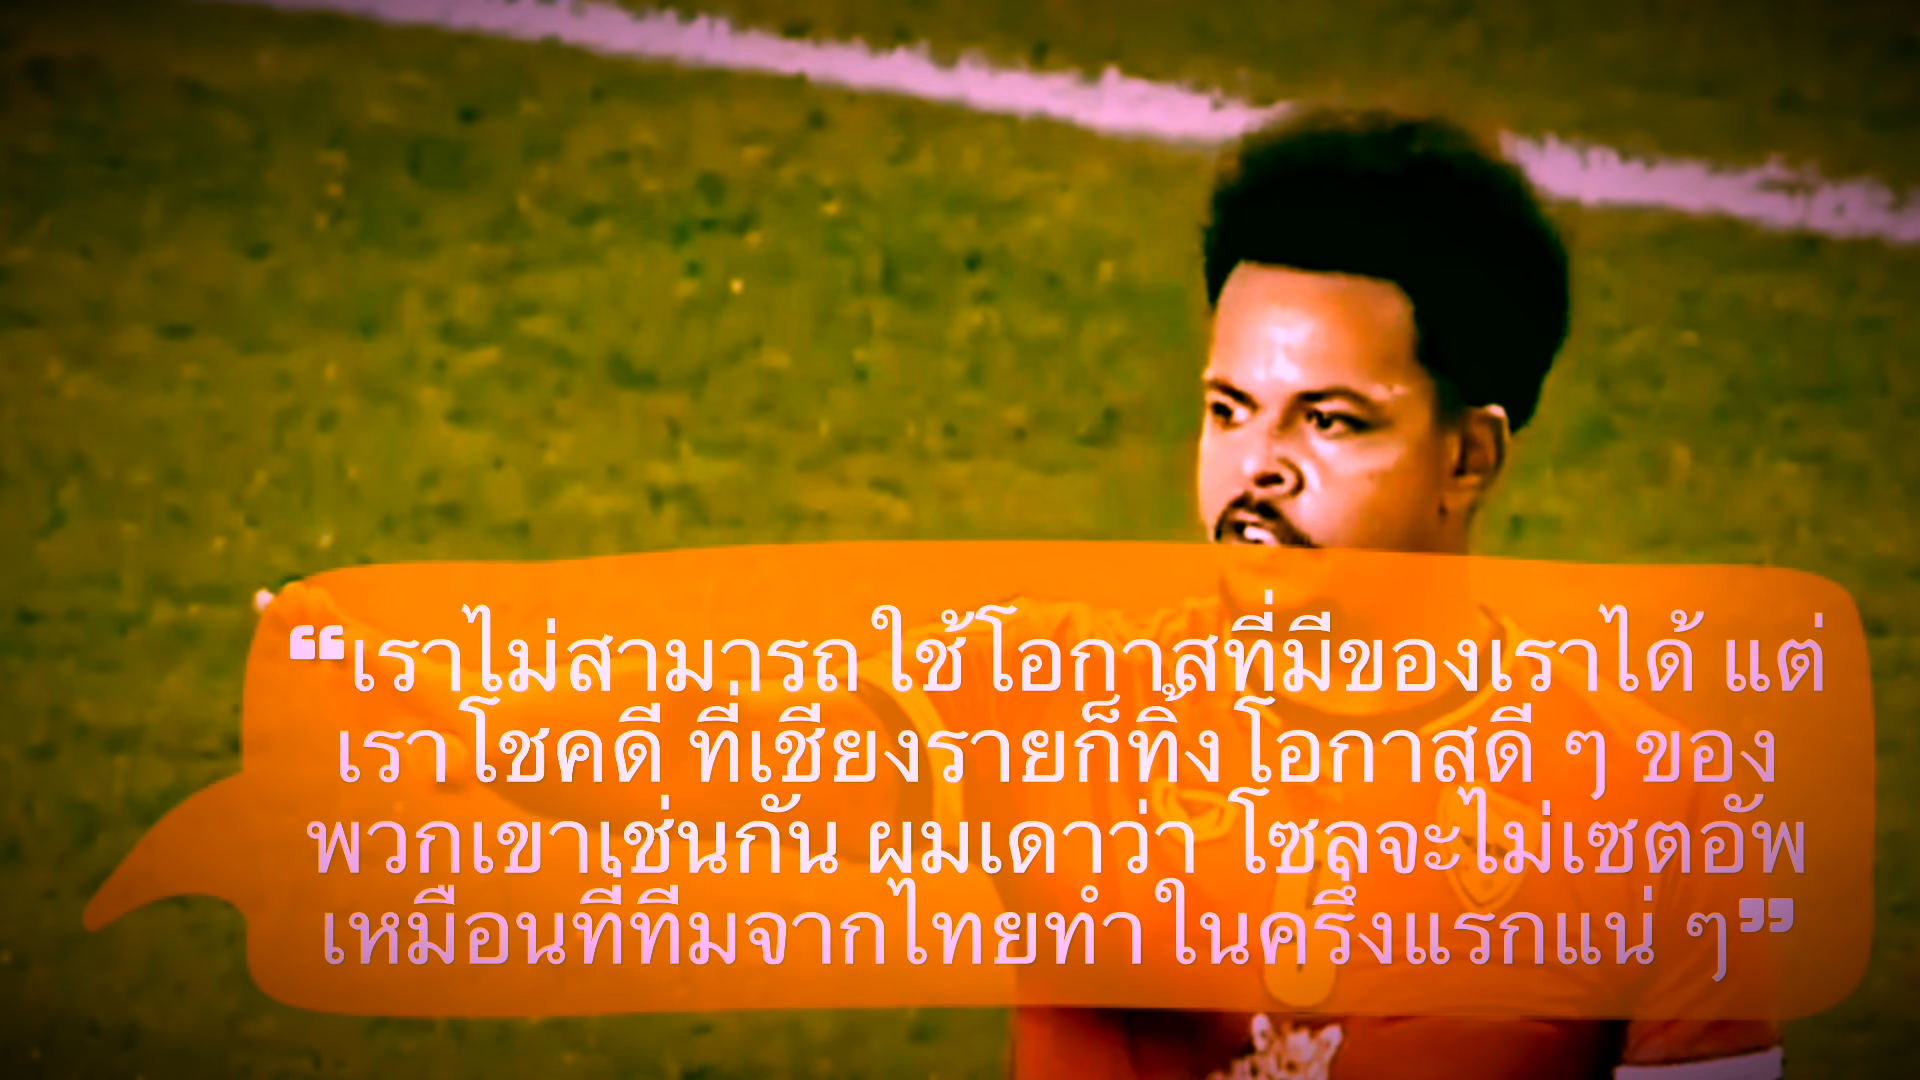 ❝เราไม่สามารถใช้โอกาสที่มีของเราได้ แต่
เราโชคดี ที่เชียงรายก็ทิ้งโอกาสดี ๆ ของ
พวกเขาเช่นกัน ผมเดาว่า โซลจะไม่เซตอัพ
เหมือนที่ทีมจากไทยทำในครึ่งแรกแน่ ๆ❞